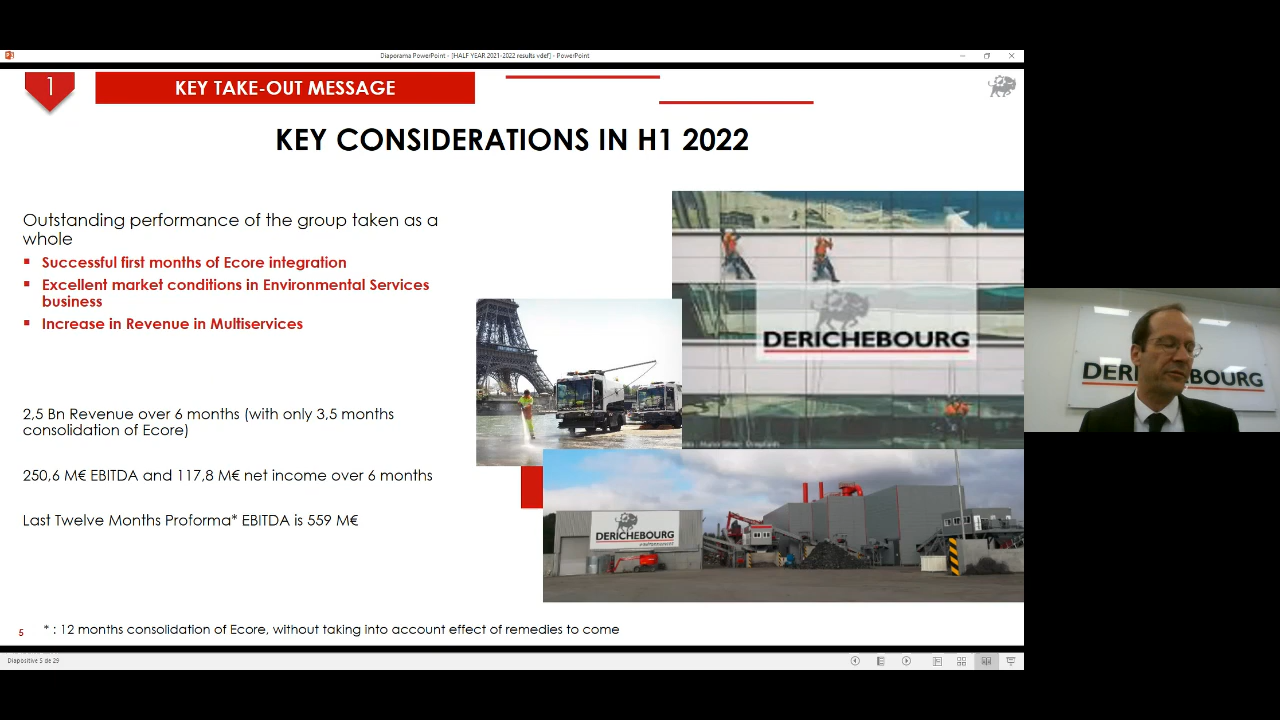 Diaporama PowerPoint - [HALF YEAR 2021-2022 results vdef] - PowerPoint
1
KEY TAKE-OUT MESSAGE
KEY CONSIDERATIONS IN H1 2022
Outstanding performance of the group taken as a
whole
Successful first months of Ecore integration
Excellent market conditions in Environmental Services
business
Increase in Revenue in Multiservices
2,5 Bn Revenue over 6 months (with only 3,5 months
consolidation of Ecore)
250,6 M€ EBITDA and 117,8 M€ net income over 6 months
Last Twelve Months Proforma* EBITDA is 559 M€
DERICHEBOURG
DERICHEBOURG
DERICHEBOURG
5
* : 12 months consolidation of Ecore, without taking into account effect of remedies to come
Diapositive 5 de 29